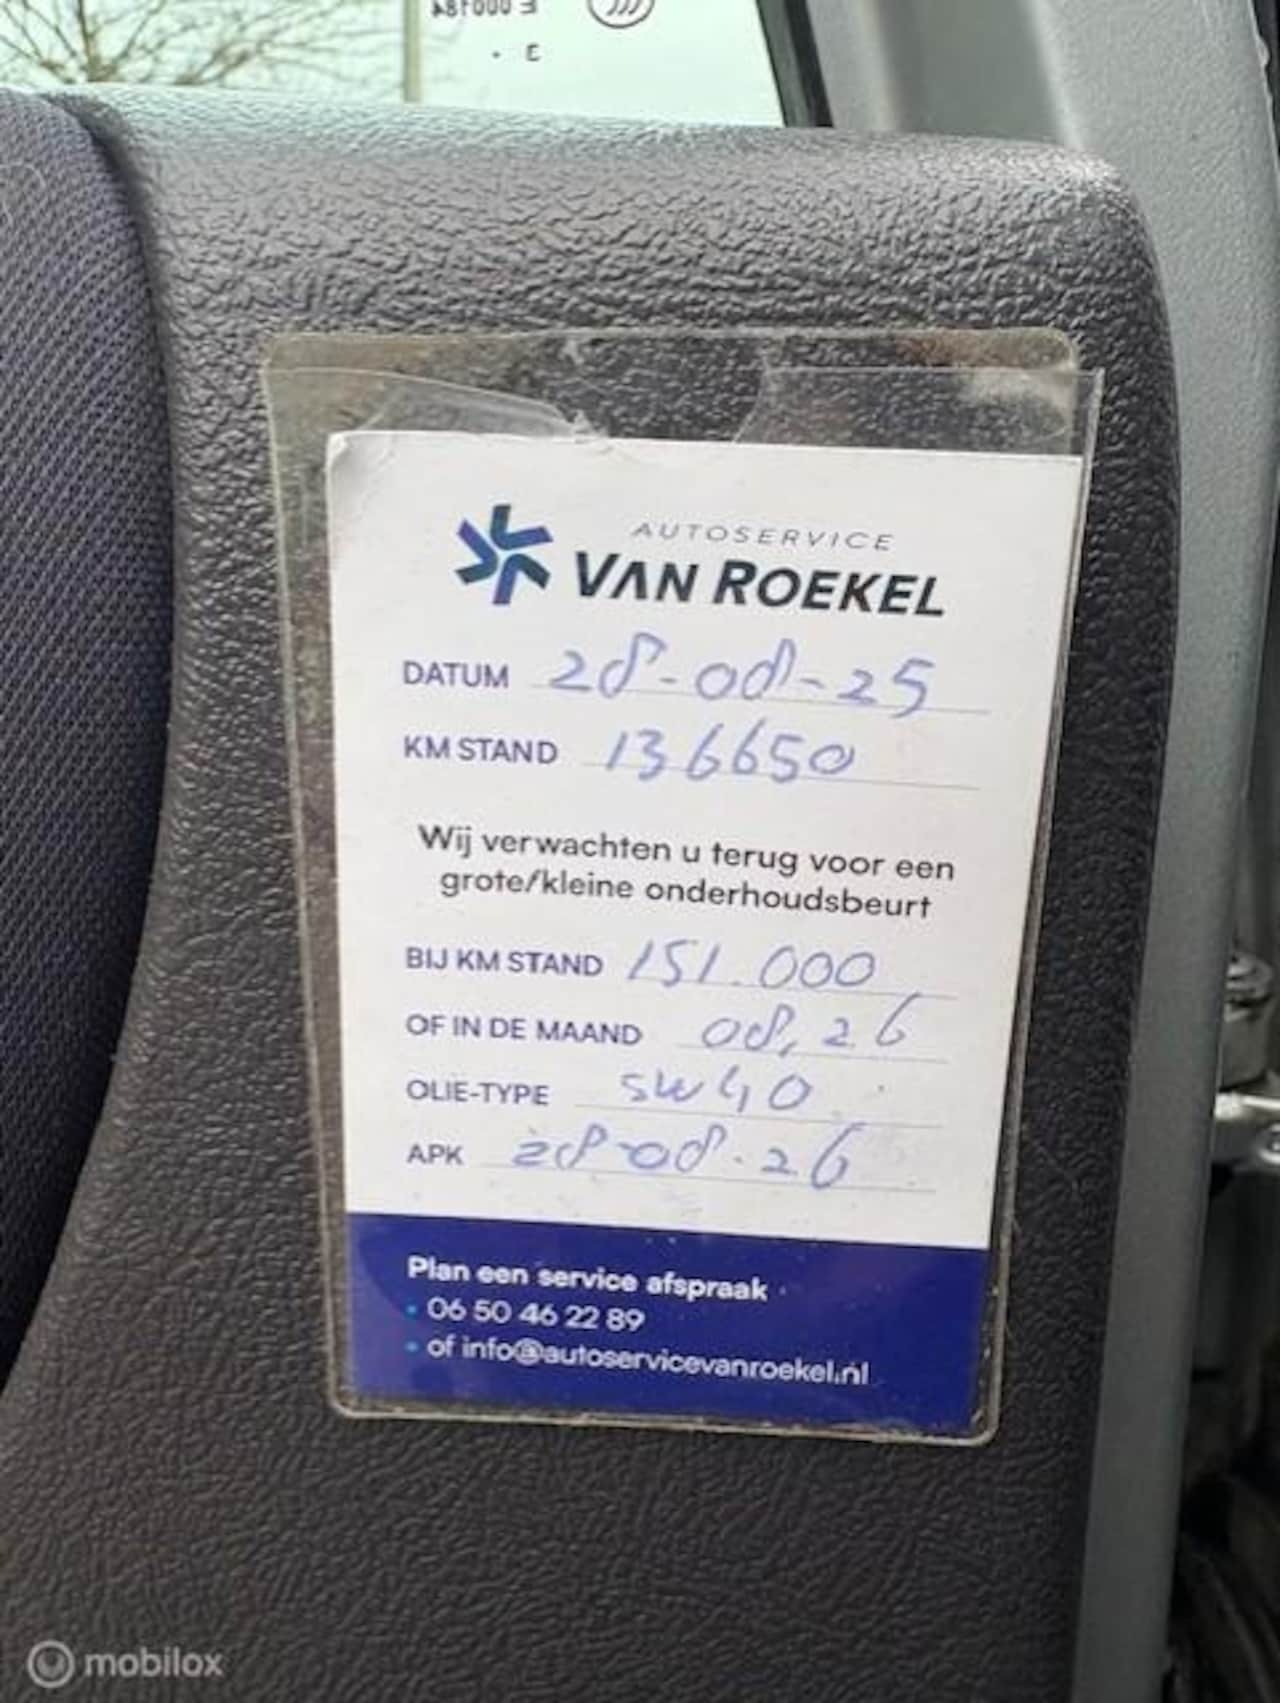 E 000184
3
AUTOSERVICE
VAN ROEKEL
DATUM 28-08-25
KM STAND 136650
Wij verwachten u terug voor een
grote/kleine onderhoudsbeurt
BIJ KM STAND 151.000
OF IN DE MAAND 08, 26
OLIE-TYPE 5W40
APK 28-08-26
Plan een service afspraak
• 06 50 46 22 89
• of info@autoservicevanroekel.nl
mobilox